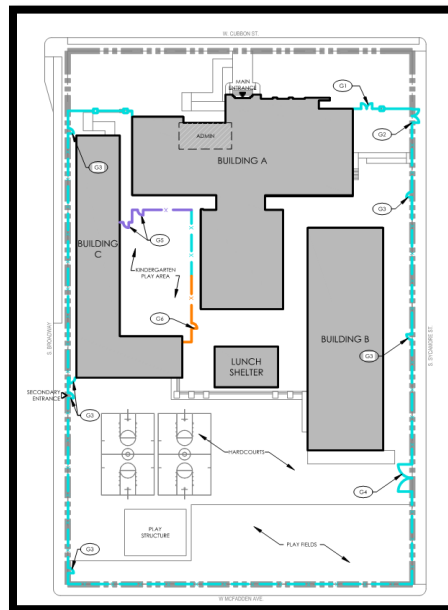 W. CUBBON ST.
MAIN
ENTRANCE
G1
G2
ADMIN
BUILDING A
G3
G3
G5
BUILDING
C
KINDERGARTEN
PLAY AREA
G6
BUILDING B
G3
S. BROADWAY
S. SYCAMORE ST.
LUNCH
SHELTER
SECONDARY
ENTRANCE
G3
HARDCOURTS
G4
PLAY
STRUCTURE
PLAY FIELDS
G3
W MCFADDEN AVE.